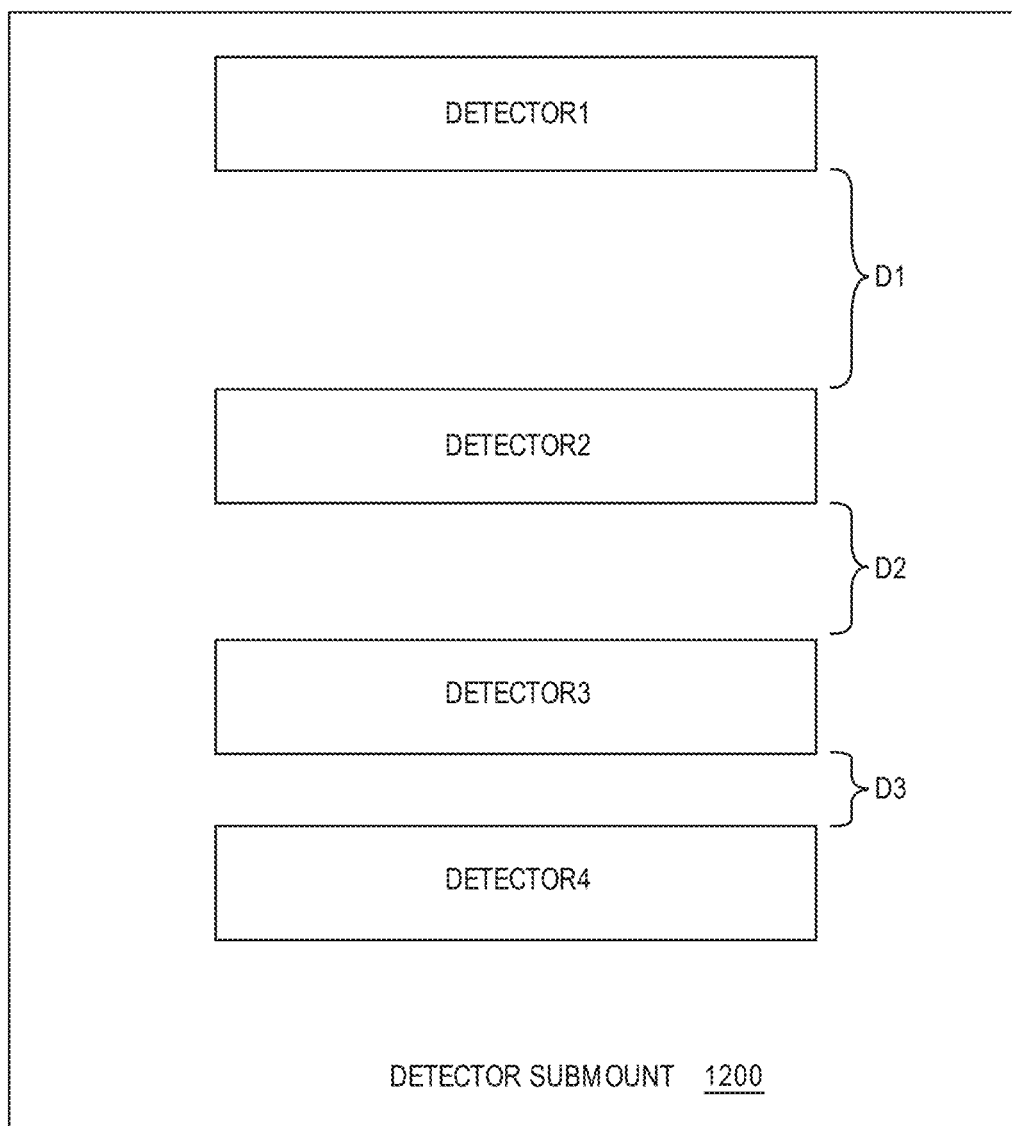 DETECTOR1
D1
DETECTOR2
D2
DETECTOR3
D3
DETECTOR4
DETECTOR SUBMOUNT 1200